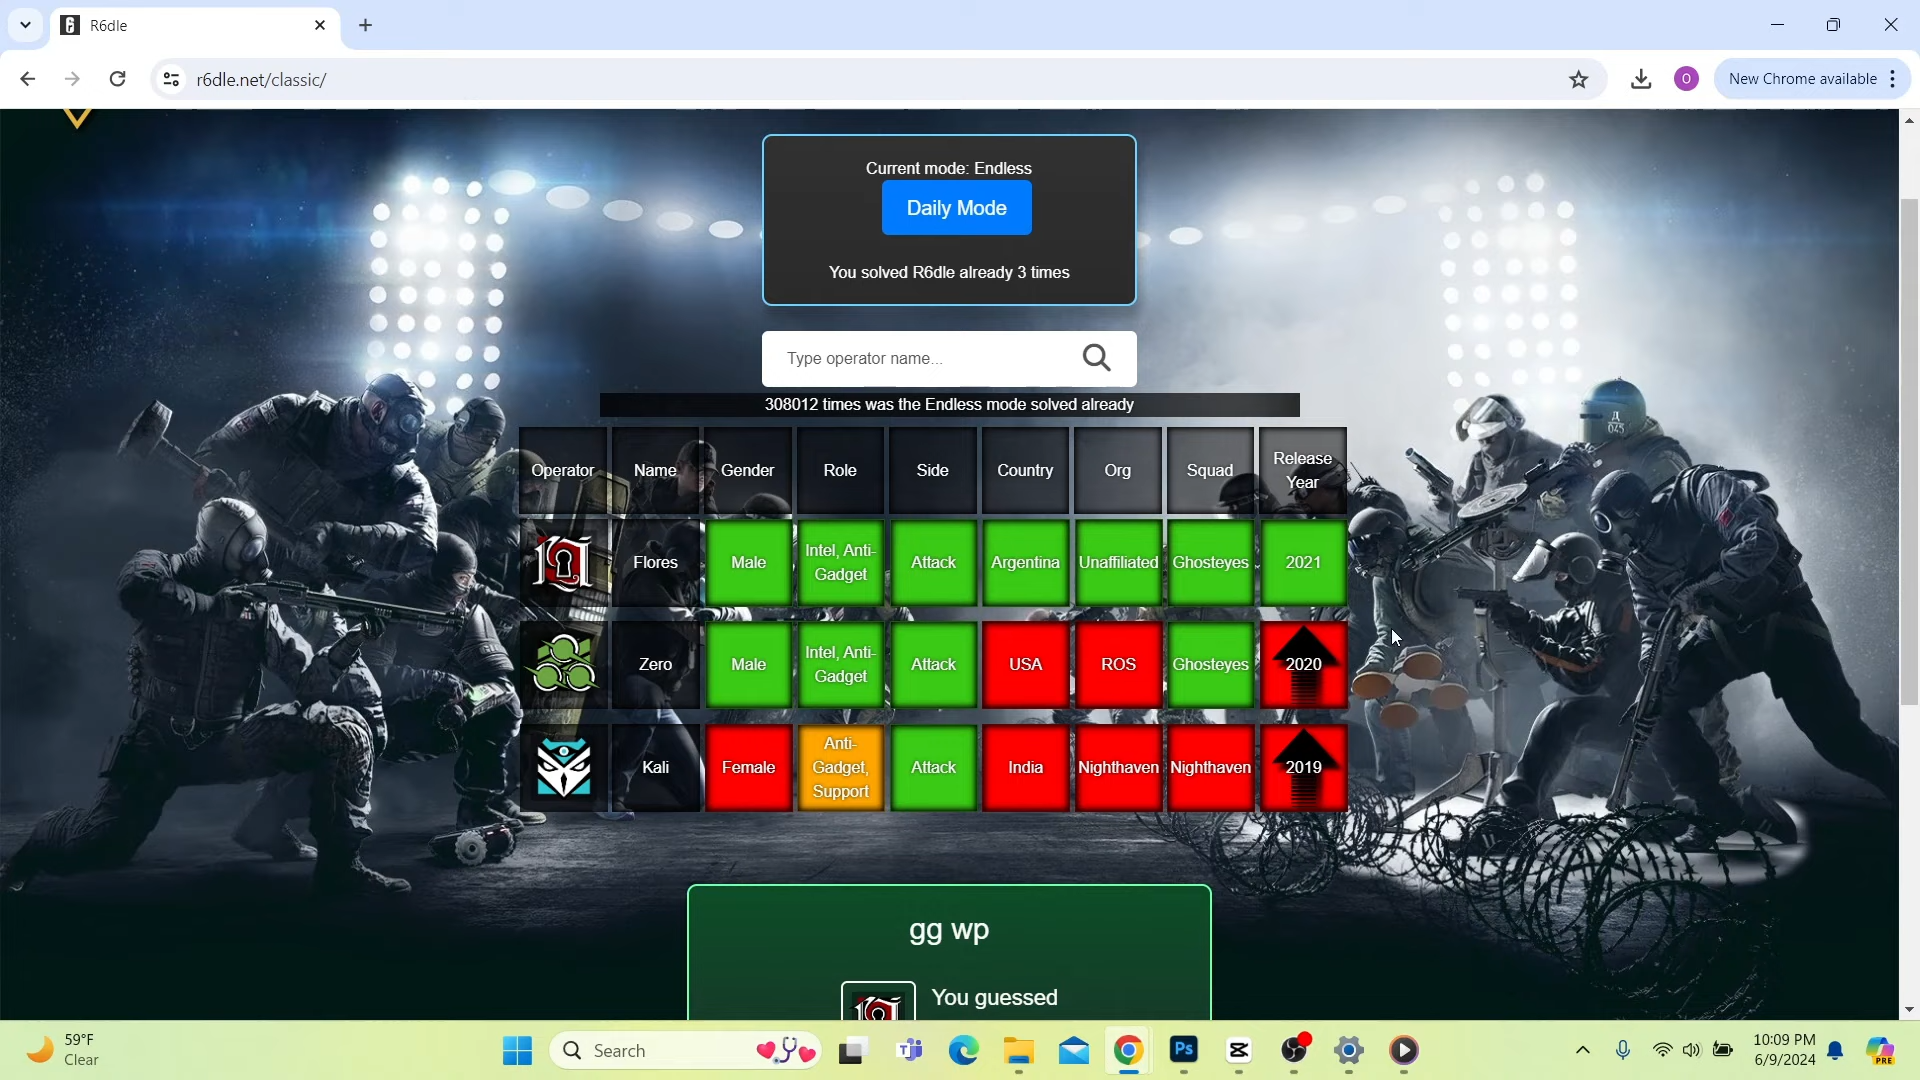 R6dle
r6dle.net/classic/
O
New Chrome available
Current mode: Endless
Daily Mode
You solved R6dle already 3 times
Type operator name...
308012 times was the Endless mode solved already
Operator Name Gender Role Side Country Org Squad Release
Year
Flores Male Intel, Anti-
Gadget Attack Argentina Unaffiliated Ghosteyes 2021
Zero Male Intel, Anti-
Gadget Attack USA ROS Ghosteyes 2020
Kali Female Anti-
Gadget,
Support Attack India Nighthaven Nighthaven 2019
gg wp
You guessed
59°F
Clear
Search
Ps
10:09 PM
6/9/2024
PRE